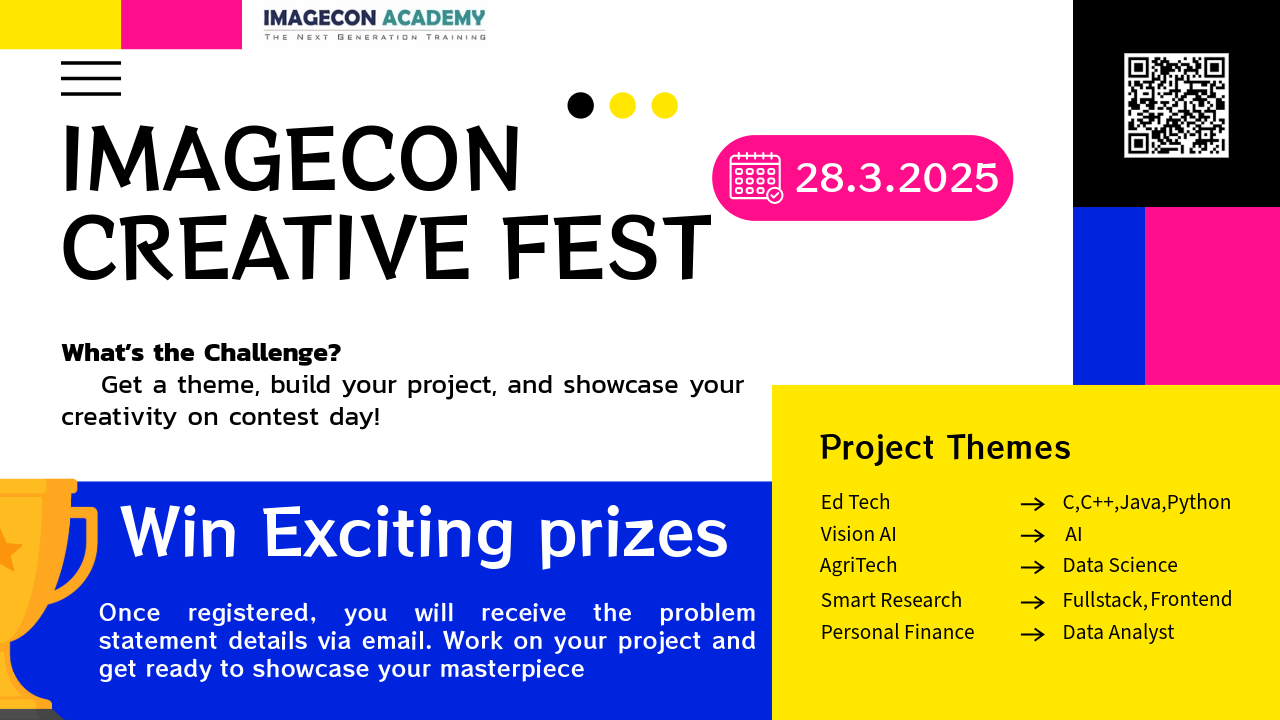 IMAGECON ACADEMY
THE NEXT GENERATION TRAINING
IMAGECON
CREATIVE FEST
28.3.2025
What's the Challenge?
Get a theme, build your project, and showcase your
creativity on contest day!
Win Exciting prizes
Once registered, you will receive the problem
statement details via email. Work on your project and
get ready to showcase your masterpiece
Project Themes
Ed Tech → C,C++,Java,Python
Vision AI → AI
AgriTech → Data Science
Smart Research → Fullstack, Frontend
Personal Finance → Data Analyst